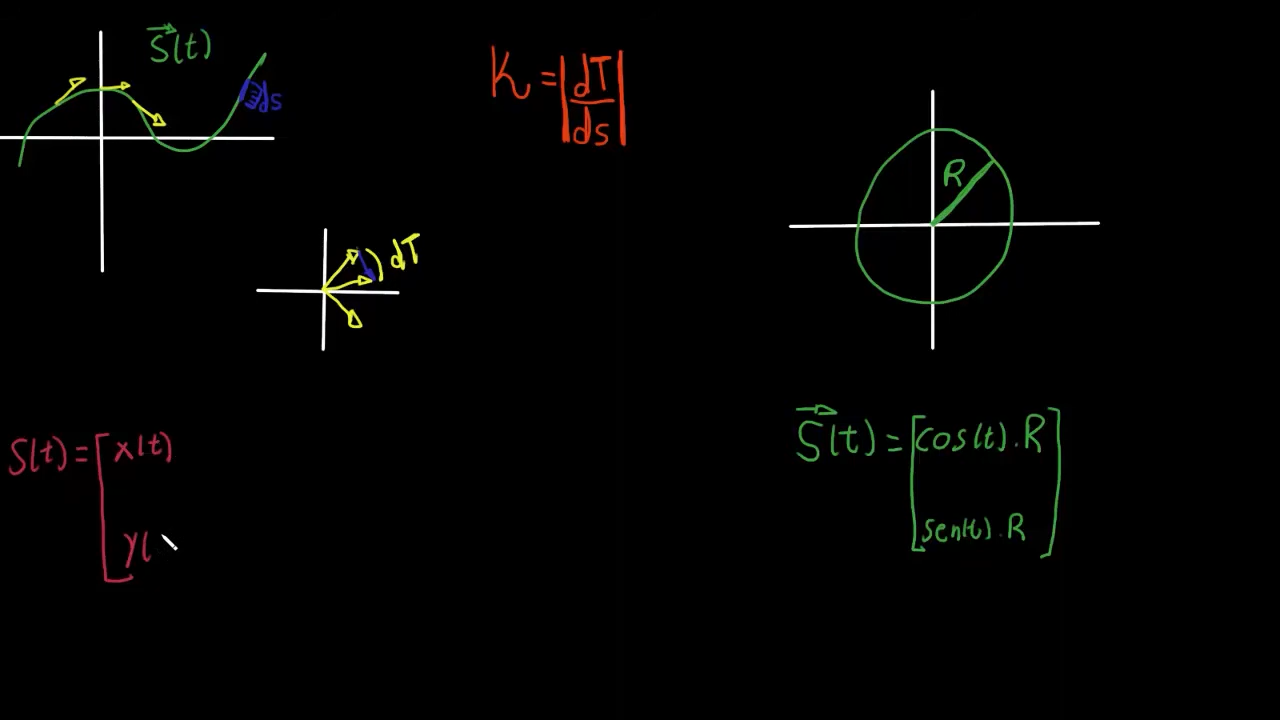 S(t)
ds
K = |dT/ds|
R
dT
S(t) = [x(t)
y(
S(t) = [cos(t).R
sen(t).R]